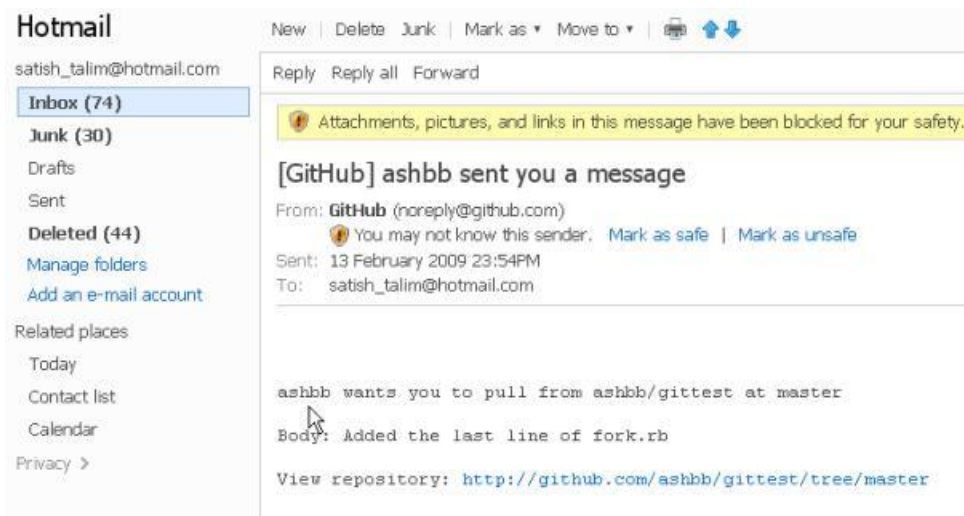 Hotmail
satish_talim@hotmail.com
Inbox (74)
Junk (30)
Drafts
Sent
Deleted (44)
Manage folders
Add an e-mail account
Related places
Today
Contact list
Calendar
Privacy >
New | Delete Junk | Mark as ▾ Move to ▾ |
Reply Reply all Forward
Attachments, pictures, and links in this message have been blocked for your safety.
[GitHub] ashbb sent you a message
From: GitHub (noreply@github.com)
You may not know this sender. Mark as safe | Mark as unsafe
Sent: 13 February 2009 23:54PM
To: satish_talim@hotmail.com
ashbb wants you to pull from ashbb/gittest at master
Body: Added the last line of fork.rb
View repository: http://github.com/ashbb/gittest/tree/master